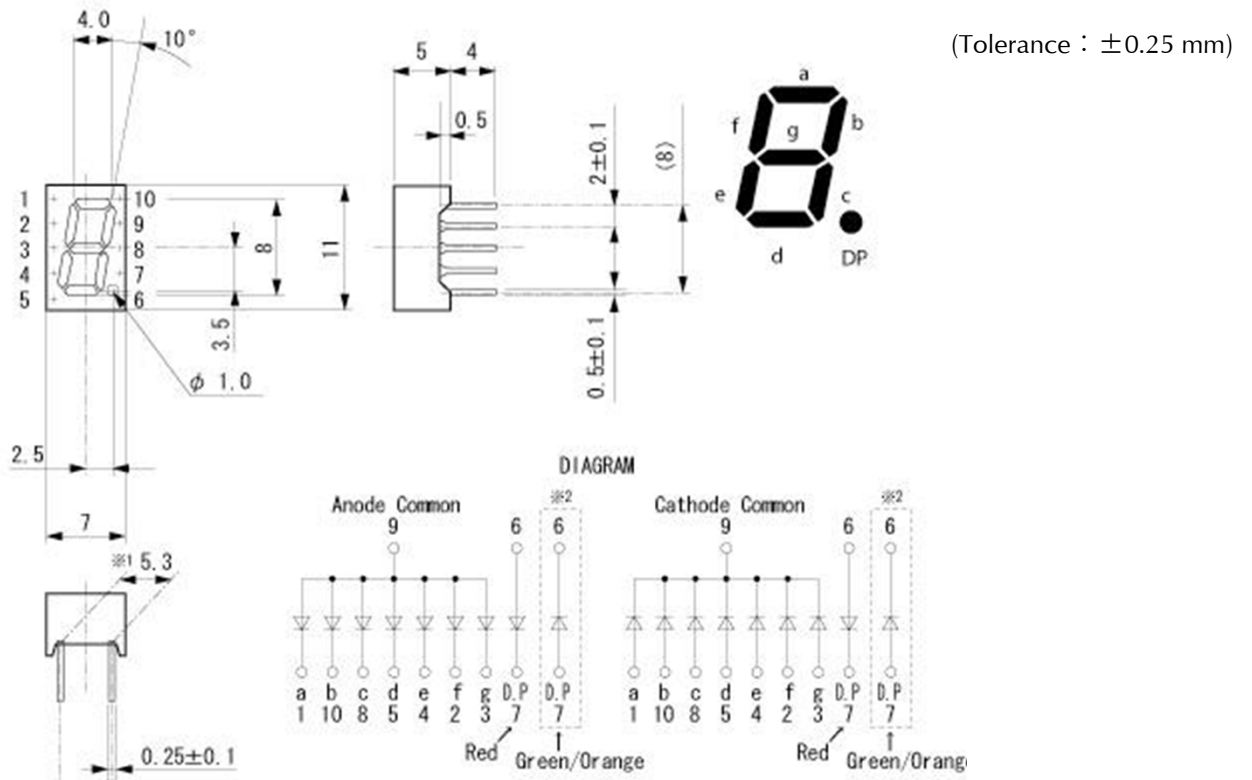 (Tolerance：±0.25 mm)
4.0
10°
5 4
0.5
2±0.1
(8)
a
f b
g
e c
d DP
1 10
2 9
3 8
4 7
5 6
8
11
3.5
φ 1.0
0.5±0.1
2.5
7
※1 5.3
0.25±0.1
DIAGRAM
Anode Common
9 6
※2
6
a b c d e f g D.P D.P
1 10 8 5 4 2 3 7 7
Red Green/Orange
Cathode Common
9 6
※2
6
a b c d e f g D.P D.P
1 10 8 5 4 2 3 7 7
Red Green/Orang